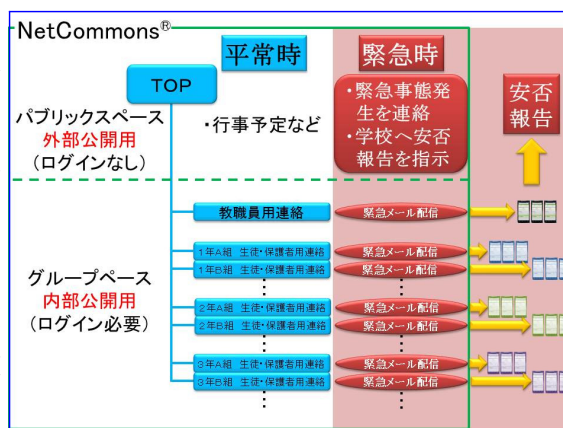 NetCommons®
平常時
緊急時
TOP
パブリックスペース
外部公開用
(ログインなし)
・行事予定など
・緊急事態発
生を連絡
・学校へ安否
報告を指示
安否
報告
グループペース
内部公開用
(ログイン必要)
教職員用連絡
緊急メール配信
1年A組 生徒・保護者用連絡
緊急メール配信
1年B組 生徒・保護者用連絡
緊急メール配信
2年A組 生徒・保護者用連絡
緊急メール配信
2年B組 生徒・保護者用連絡
緊急メール配信
3年A組 生徒・保護者用連絡
緊急メール配信
3年B組 生徒・保護者用連絡
緊急メール配信